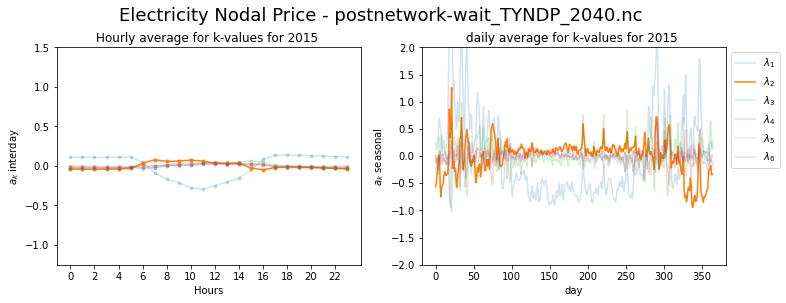 Electricity Nodal Price - postnetwork-wait_TYNDP_2040.nc
Hourly average for k-values for 2015
1.5
1.0
0.5
0.0
−0.5
−1.0
a_k interday
0 2 4 6 8 10 12 14 16 18 20 22
Hours
daily average for k-values for 2015
2.0
1.5
1.0
0.5
0.0
−0.5
−1.0
−1.5
−2.0
a_k seasonal
0 50 100 150 200 250 300 350
day
λ₁
λ₂
λ₃
λ₄
λ₅
λ₆